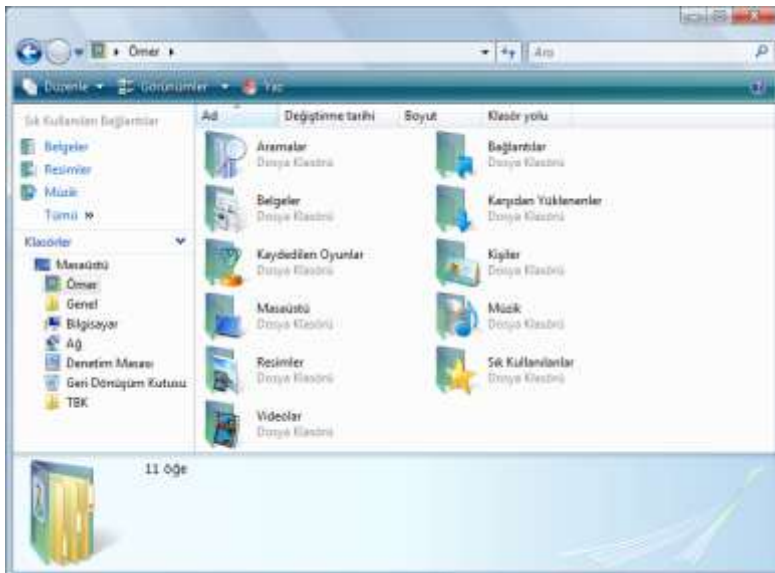 Ömer
Ara
Düzenle
Görünümler
Yaz
Sık Kullanılan Bağlantılar
Belgeler
Resimler
Müzik
Tümü »
Klasörler
Masaüstü
Ömer
Genel
Bilgisayar
Ağ
Denetim Masası
Geri Dönüşüm Kutusu
TBK
Ad Değiştirme tarihi Boyut Klasör yolu
Aramalar
Dosya Klasörü
Bağlantılar
Dosya Klasörü
Belgeler
Dosya Klasörü
Karşıdan Yüklenenler
Dosya Klasörü
Kaydedilen Oyunlar
Dosya Klasörü
Kişiler
Dosya Klasörü
Masaüstü
Dosya Klasörü
Müzik
Dosya Klasörü
Resimler
Dosya Klasörü
Sık Kullanılanlar
Dosya Klasörü
Videolar
Dosya Klasörü
11 öğe